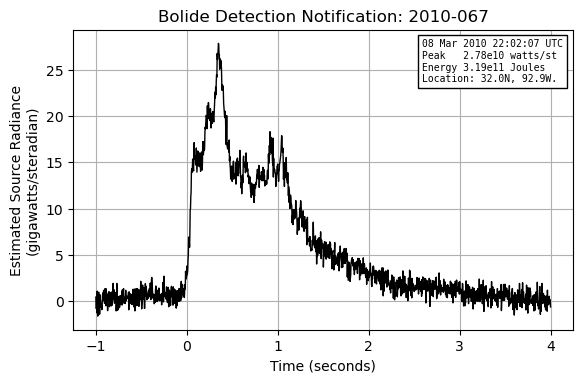 Bolide Detection Notification: 2010-067
08 Mar 2010 22:02:07 UTC
Peak   2.78e10 watts/st
Energy 3.19e11 Joules
Location: 32.0N, 92.9W.
Estimated Source Radiance
(gigawatts/steradian)
25
20
15
10
5
0
−1 0 1 2 3 4
Time (seconds)